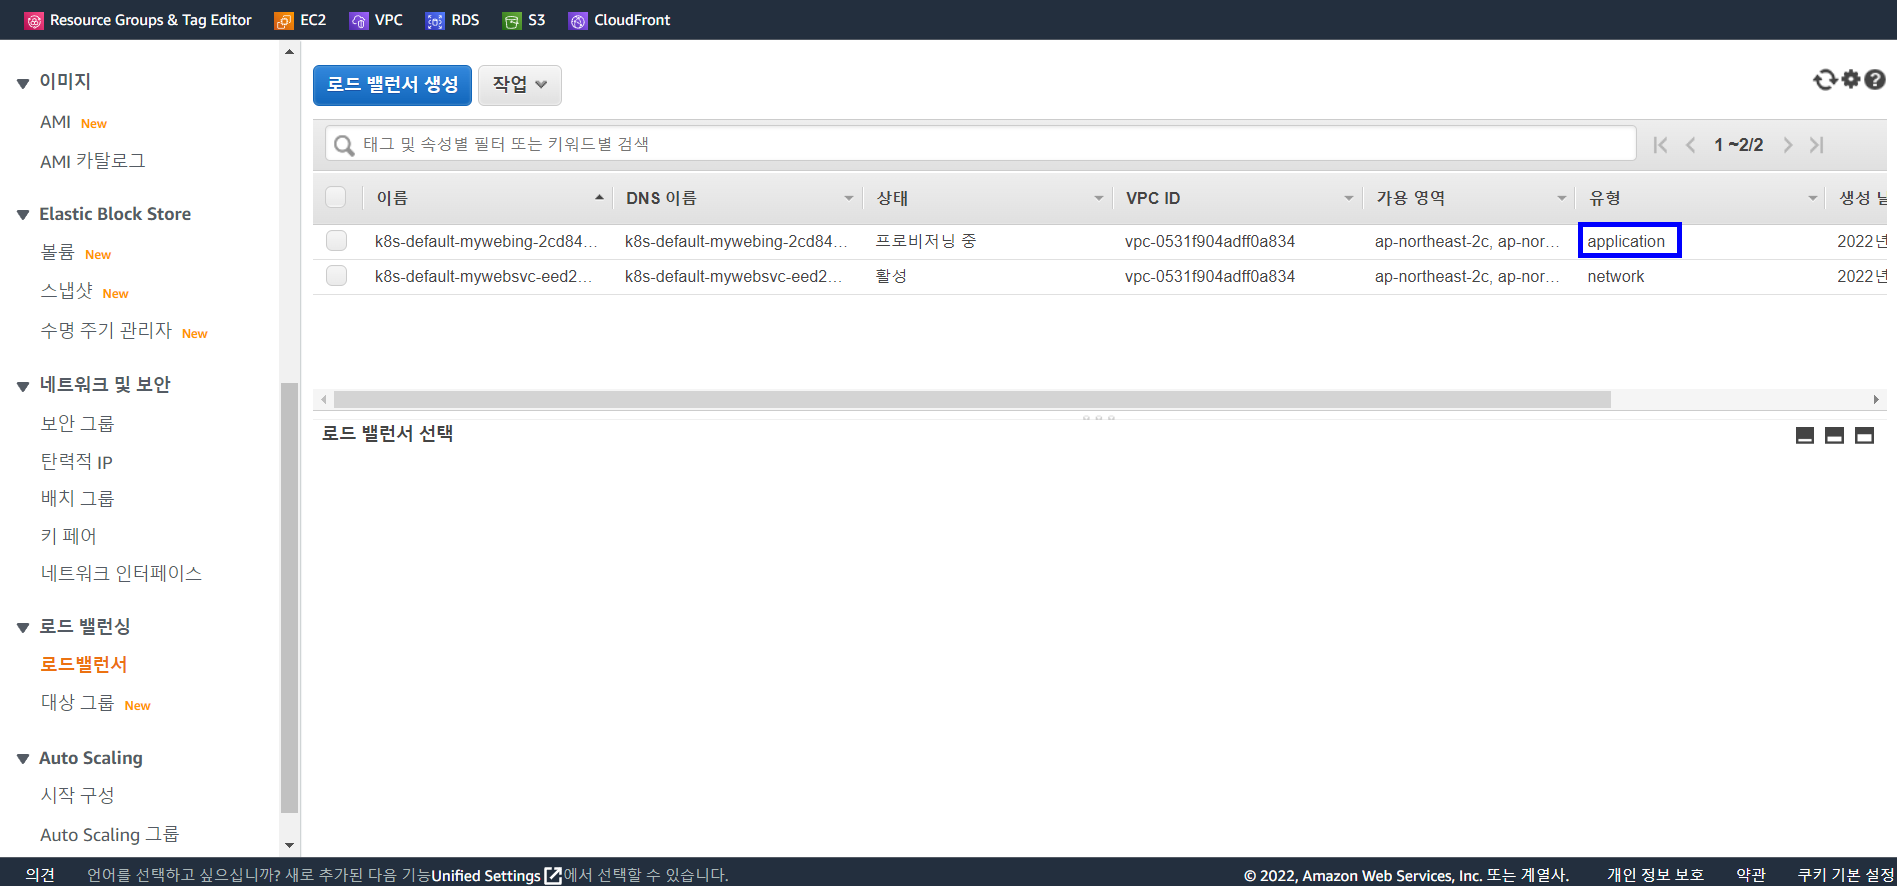 Resource Groups & Tag Editor EC2 VPC RDS S3 CloudFront
이미지
AMI New
AMI 카탈로그
Elastic Block Store
볼륨 New
스냅샷 New
수명 주기 관리자 New
네트워크 및 보안
보안 그룹
탄력적 IP
배치 그룹
키 페어
네트워크 인터페이스
로드 밸런싱
로드밸런서
대상 그룹 New
Auto Scaling
시작 구성
Auto Scaling 그룹
로드 밸런서 생성 작업
태그 및 속성별 필터 또는 키워드별 검색 1 ~2/2
이름 DNS 이름 상태 VPC ID 가용 영역 유형 생성 날
k8s-default-mywebing-2cd84... k8s-default-mywebing-2cd84... 프로비저닝 중 vpc-0531f904adff0a834 ap-northeast-2c, ap-nor... application 2022년
k8s-default-mywebsvc-eed2... k8s-default-mywebsvc-eed2... 활성 vpc-0531f904adff0a834 ap-northeast-2c, ap-nor... network 2022년
로드 밸런서 선택
의견 언어를 선택하고 싶으십니까? 새로 추가된 다음 기능Unified Settings에서 선택할 수 있습니다. © 2022, Amazon Web Services, Inc. 또는 계열사. 개인 정보 보호 약관 쿠키 기본 설정